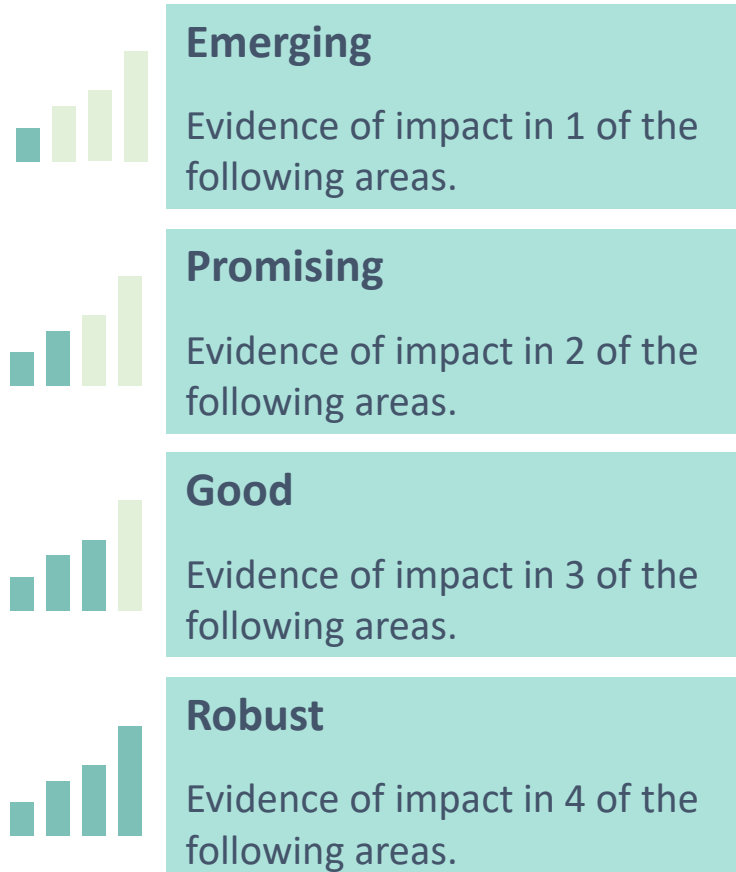 Emerging
Evidence of impact in 1 of the
following areas.
Promising
Evidence of impact in 2 of the
following areas.
Good
Evidence of impact in 3 of the
following areas.
Robust
Evidence of impact in 4 of the
following areas.